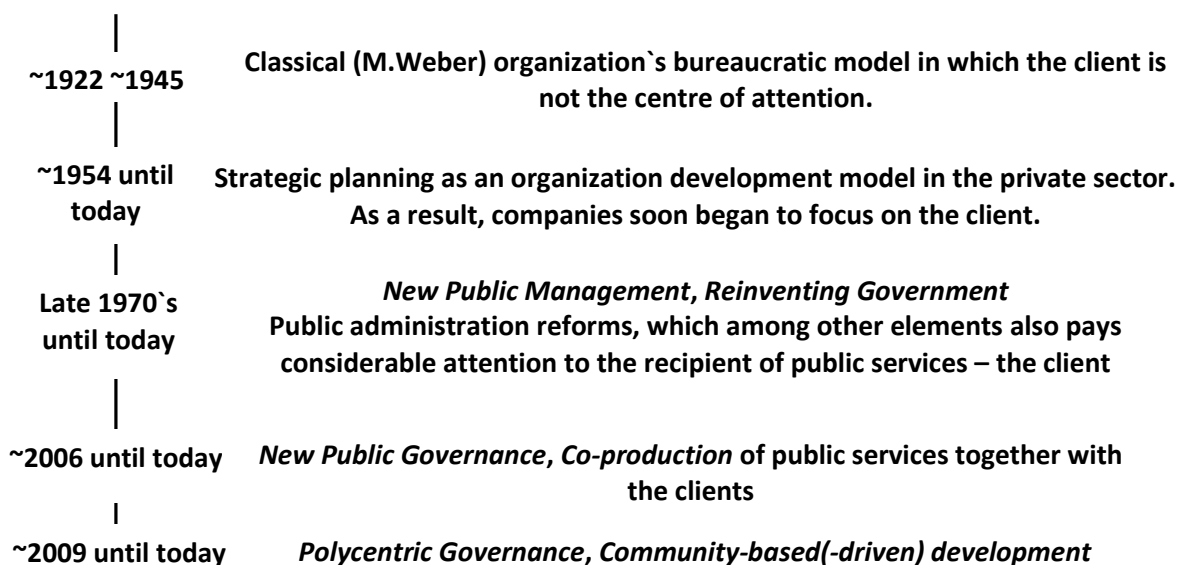 ~1922 ~1945
Classical (M.Weber) organization`s bureaucratic model in which the client is
not the centre of attention.
~1954 until
today
Strategic planning as an organization development model in the private sector.
As a result, companies soon began to focus on the client.
Late 1970`s
until today
New Public Management, Reinventing Government
Public administration reforms, which among other elements also pays
considerable attention to the recipient of public services – the client
~2006 until today
New Public Governance, Co-production of public services together with
the clients
~2009 until today
Polycentric Governance, Community-based(-driven) development